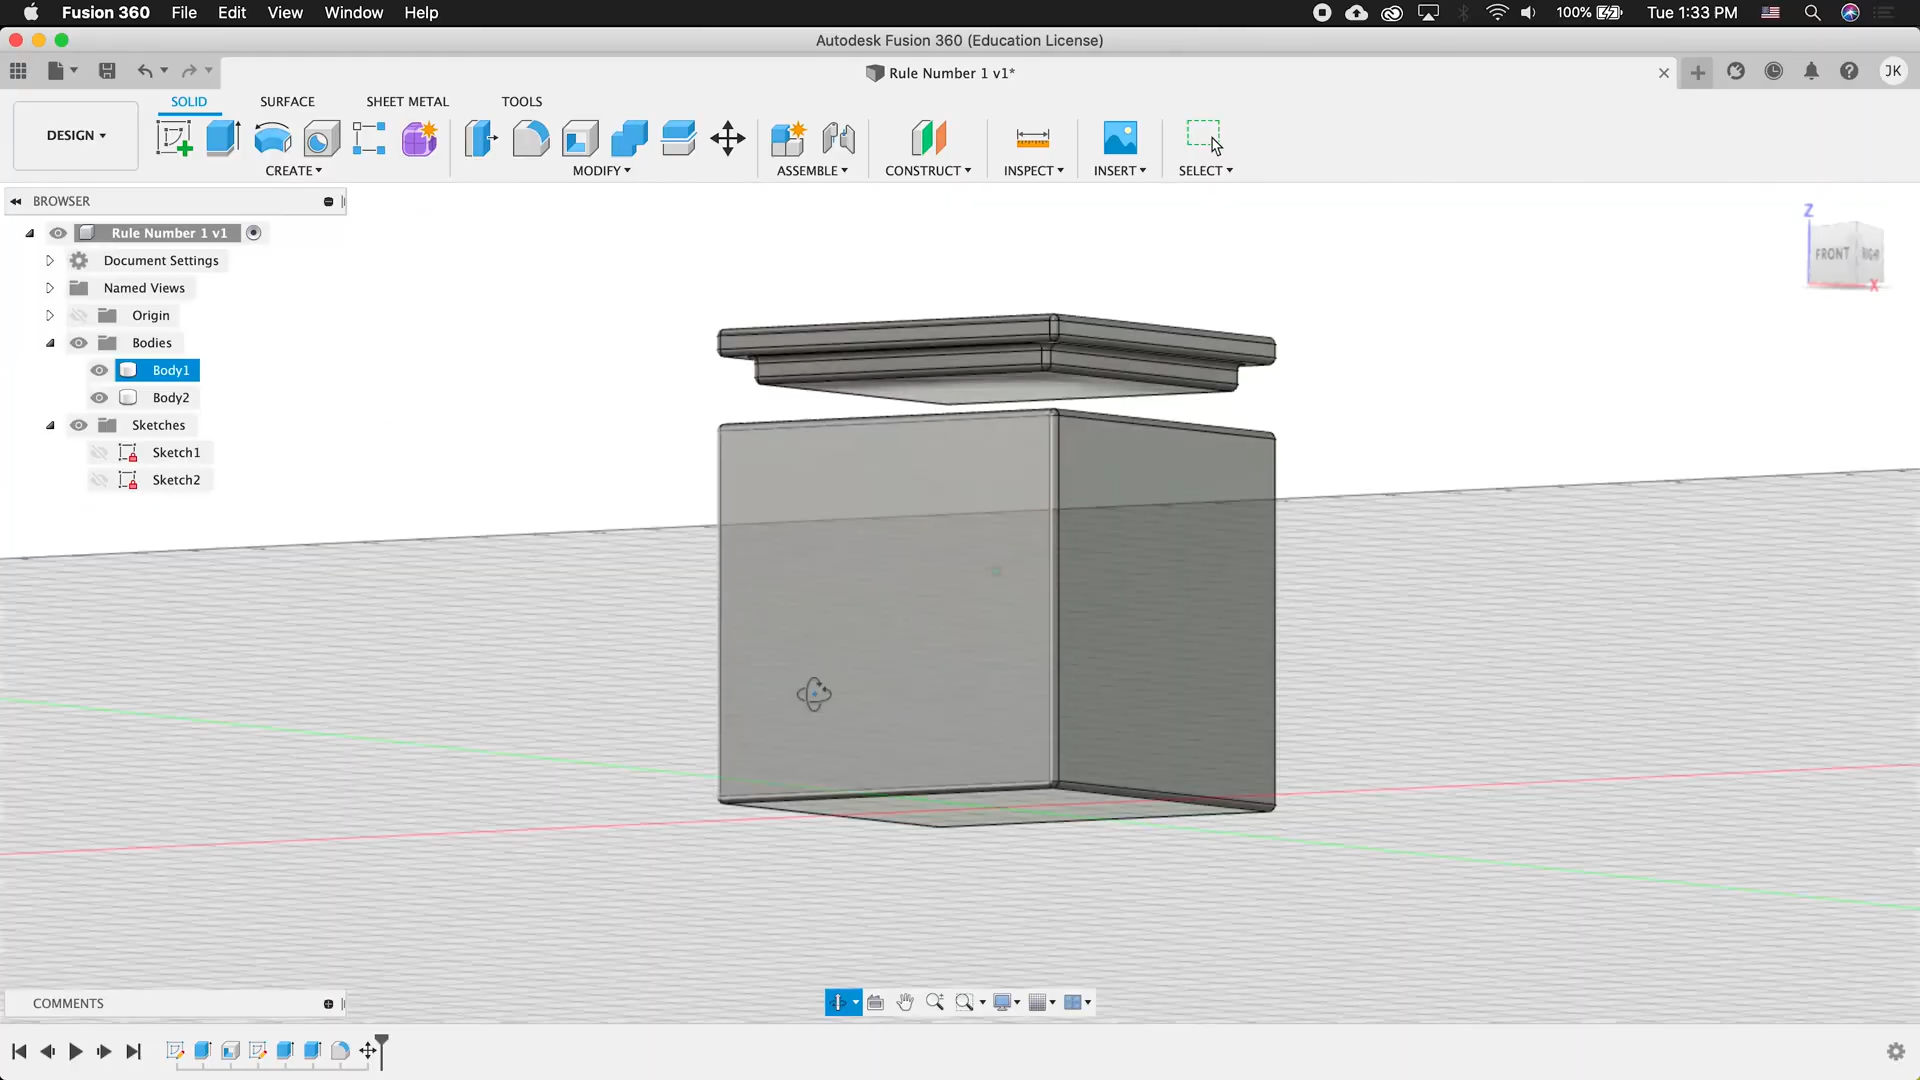 Fusion 360 File Edit View Window Help 100% Tue 1:33 PM
Autodesk Fusion 360 (Education License)
Rule Number 1 v1*
JK
SOLID SURFACE SHEET METAL TOOLS
DESIGN
CREATE MODIFY ASSEMBLE CONSTRUCT INSPECT INSERT SELECT
BROWSER
Rule Number 1 v1
Document Settings
Named Views
Origin
Bodies
Body1
Body2
Sketches
Sketch1
Sketch2
Z
FRONT RIGHT
X
COMMENTS